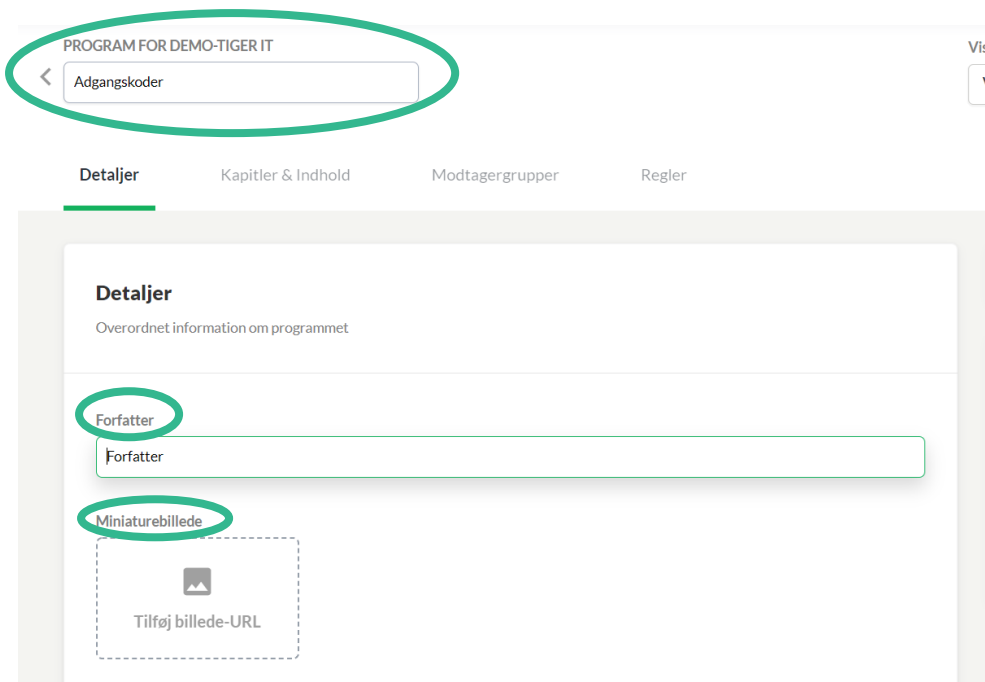 PROGRAM FOR DEMO-TIGER IT
Adgangskoder
Detaljer
Kapitler & Indhold
Modtagergrupper
Regler
Detaljer
Overordnet information om programmet
Forfatter
Forfatter
Miniaturebillede
Tilføj billede-URL